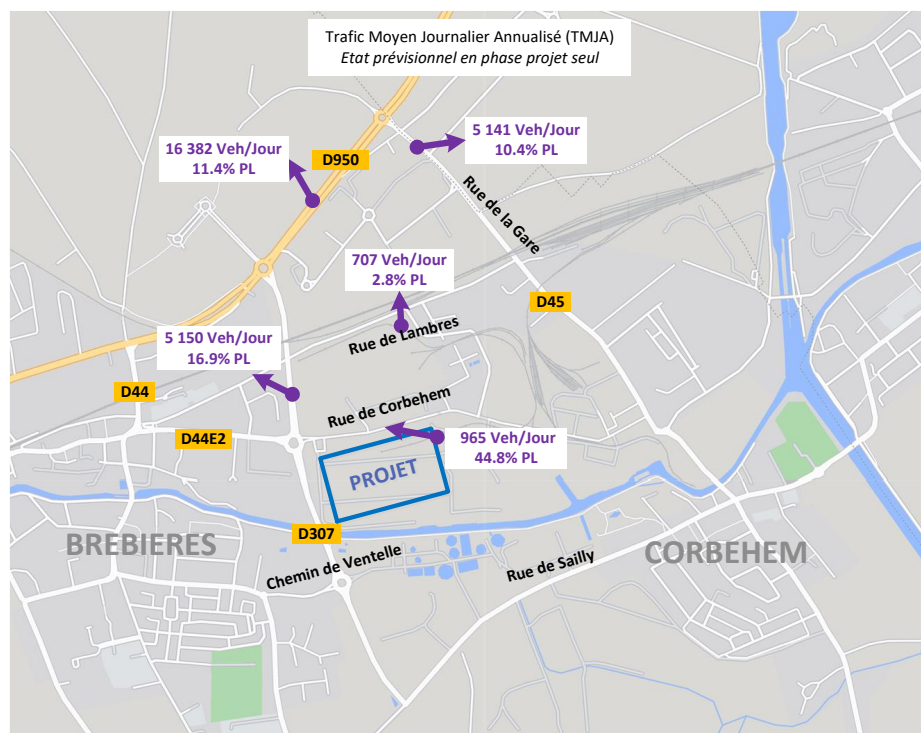 Trafic Moyen Journalier Annualisé (TMJA)
Etat prévisionnel en phase projet seul
5 141 Veh/Jour
10.4% PL
16 382 Veh/Jour
11.4% PL
D950
Rue de la Gare
707 Veh/Jour
2.8% PL
D45
Rue de Lambres
5 150 Veh/Jour
16.9% PL
D44
Rue de Corbehem
D44E2
965 Veh/Jour
44.8% PL
PROJET
D307
BREBIERES
CORBEHEM
Chemin de Ventelle
Rue de Sailly